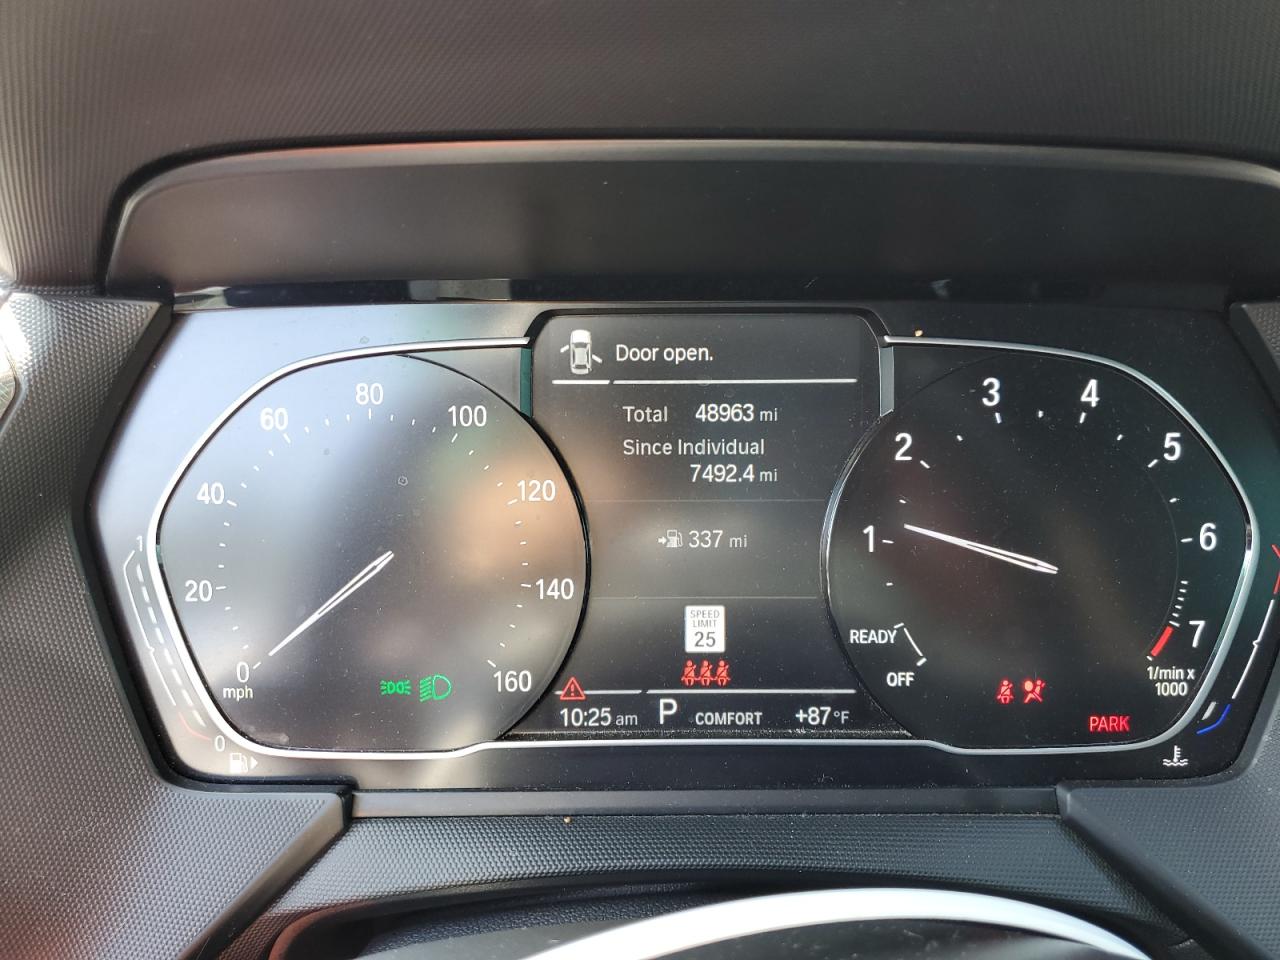 Door open.
Total 48963 mi
Since Individual
7492.4 mi
337 mi
SPEED
LIMIT
25
10:25 am P COMFORT +87°F
0
20
40
60
80
100
120
140
160
mph
1
0
OFF
READY
1
2
3
4
5
6
7
1/min x
1000
PARK